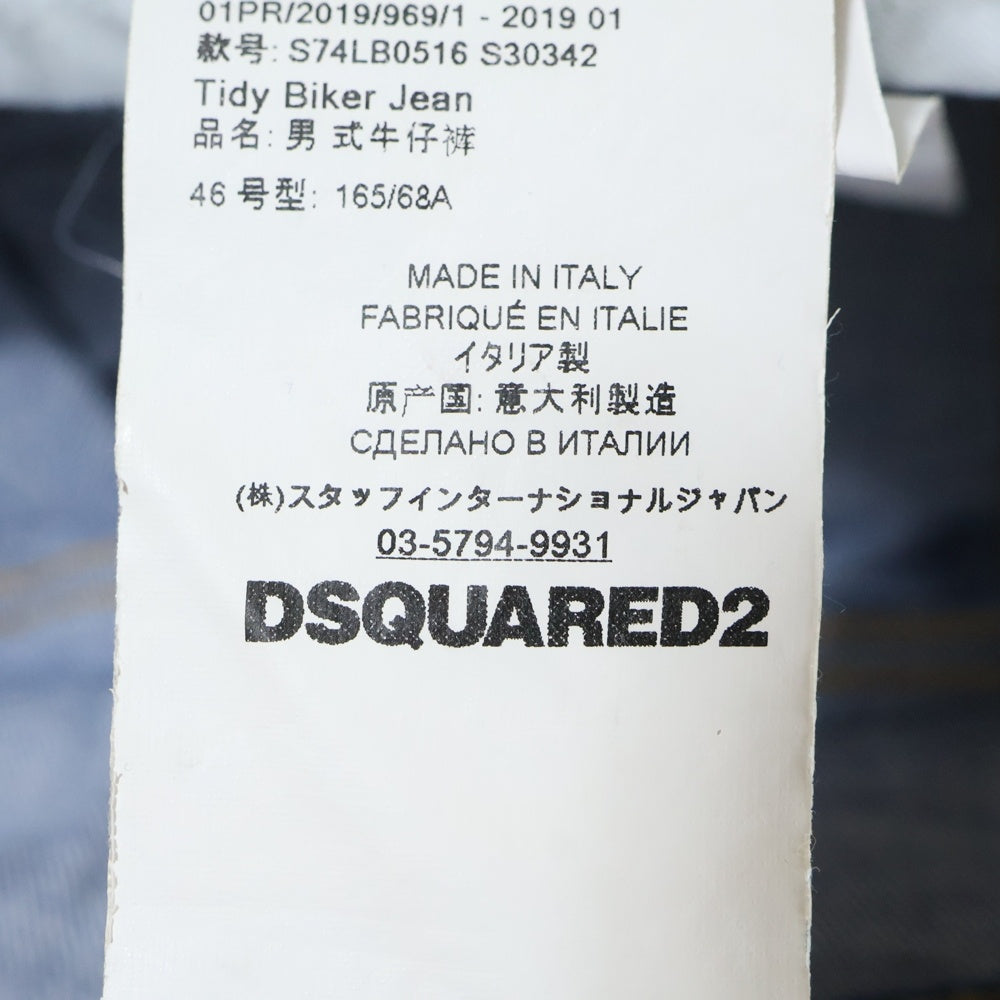 01PR/2019/969/1 - 2019 01
款号: S74LB0516 S30342
Tidy Biker Jean
品名: 男 式牛仔裤
46 号型: 165/68A
MADE IN ITALY
FABRIQUÉ EN ITALIE
イタリア製
原产国: 意大利製造
СДЕЛАНО В ИТАЛИИ
(株)スタッフインターナショナルジャパン
03-5794-9931
DSQUARED2